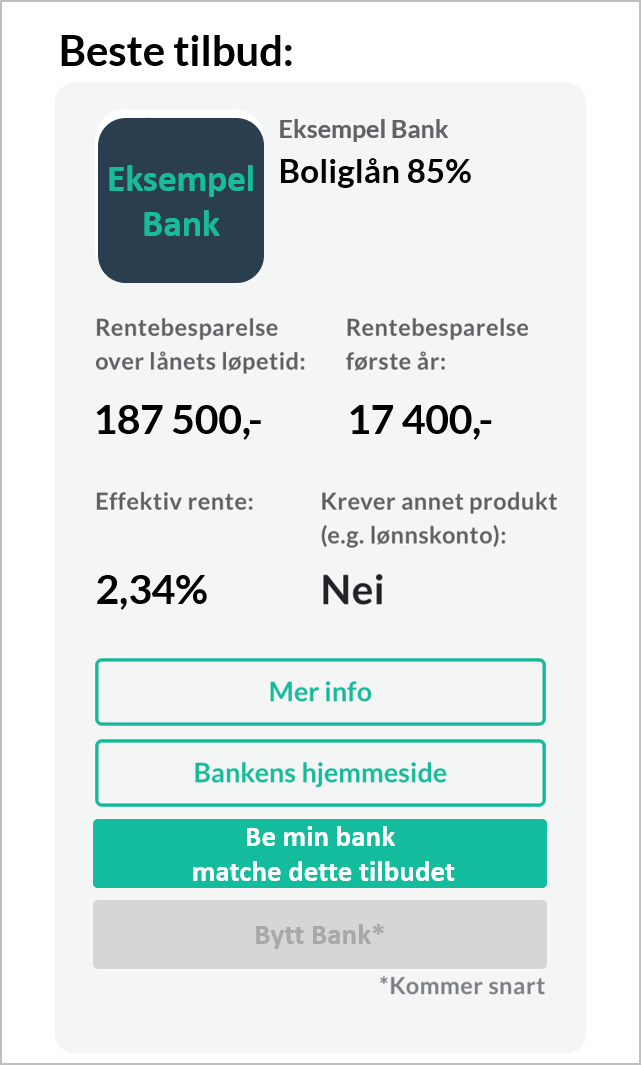 Beste tilbud:
Eksempel
Bank
Eksempel Bank
Boliglån 85%
Rentebesparelse
over lånets løpetid:
187 500,-
Rentebesparelse
første år:
17 400,-
Effektiv rente:
2,34%
Krever annet produkt
(e.g. lønnskonto):
Nei
Mer info
Bankens hjemmeside
Be min bank
matche dette tilbudet
Bytt Bank*
*Kommer snart